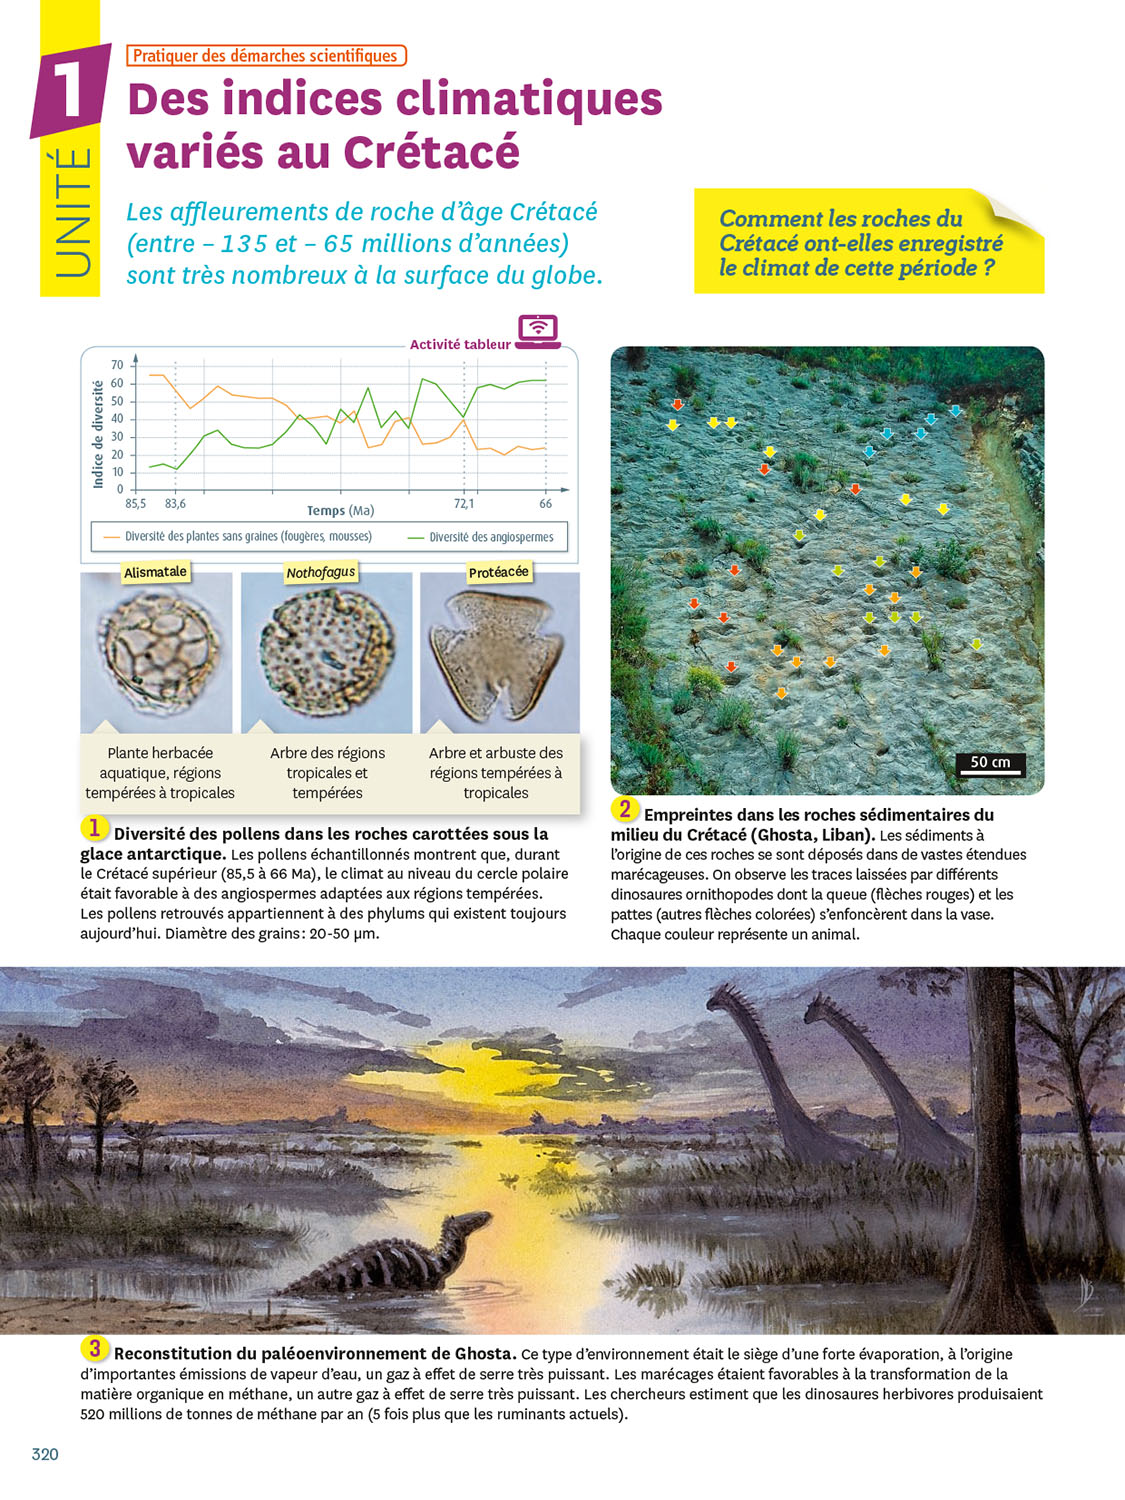 Pratiquer des démarches scientifiques
1
UNITÉ
Des indices climatiques
variés au Crétacé
Les affleurements de roche d’âge Crétacé
(entre – 135 et – 65 millions d’années)
sont très nombreux à la surface du globe.
Comment les roches du
Crétacé ont-elles enregistré
le climat de cette période ?
Activité tableur
Indice de diversité
70
60
50
40
30
20
10
0
85,5 83,6 72,1 66
Temps (Ma)
Diversité des plantes sans graines (fougères, mousses) Diversité des angiospermes
Alismatale
Nothofagus
Protéacée
Plante herbacée
aquatique, régions
tempérées à tropicales
Arbre des régions
tropicales et
tempérées
Arbre et arbuste des
régions tempérées à
tropicales
1 Diversité des pollens dans les roches carottées sous la
glace antarctique. Les pollens échantillonnés montrent que, durant
le Crétacé supérieur (85,5 à 66 Ma), le climat au niveau du cercle polaire
était favorable à des angiospermes adaptées aux régions tempérées.
Les pollens retrouvés appartiennent à des phylums qui existent toujours
aujourd’hui. Diamètre des grains : 20-50 µm.
50 cm
2 Empreintes dans les roches sédimentaires du
milieu du Crétacé (Ghosta, Liban). Les sédiments à
l’origine de ces roches se sont déposés dans de vastes étendues
marécageuses. On observe les traces laissées par différents
dinosaures ornithopodes dont la queue (flèches rouges) et les
pattes (autres flèches colorées) s’enfoncèrent dans la vase.
Chaque couleur représente un animal.
3 Reconstitution du paléoenvironnement de Ghosta. Ce type d’environnement était le siège d’une forte évaporation, à l’origine
d’importantes émissions de vapeur d’eau, un gaz à effet de serre très puissant. Les marécages étaient favorables à la transformation de la
matière organique en méthane, un autre gaz à effet de serre très puissant. Les chercheurs estiment que les dinosaures herbivores produisaient
520 millions de tonnes de méthane par an (5 fois plus que les ruminants actuels).
320